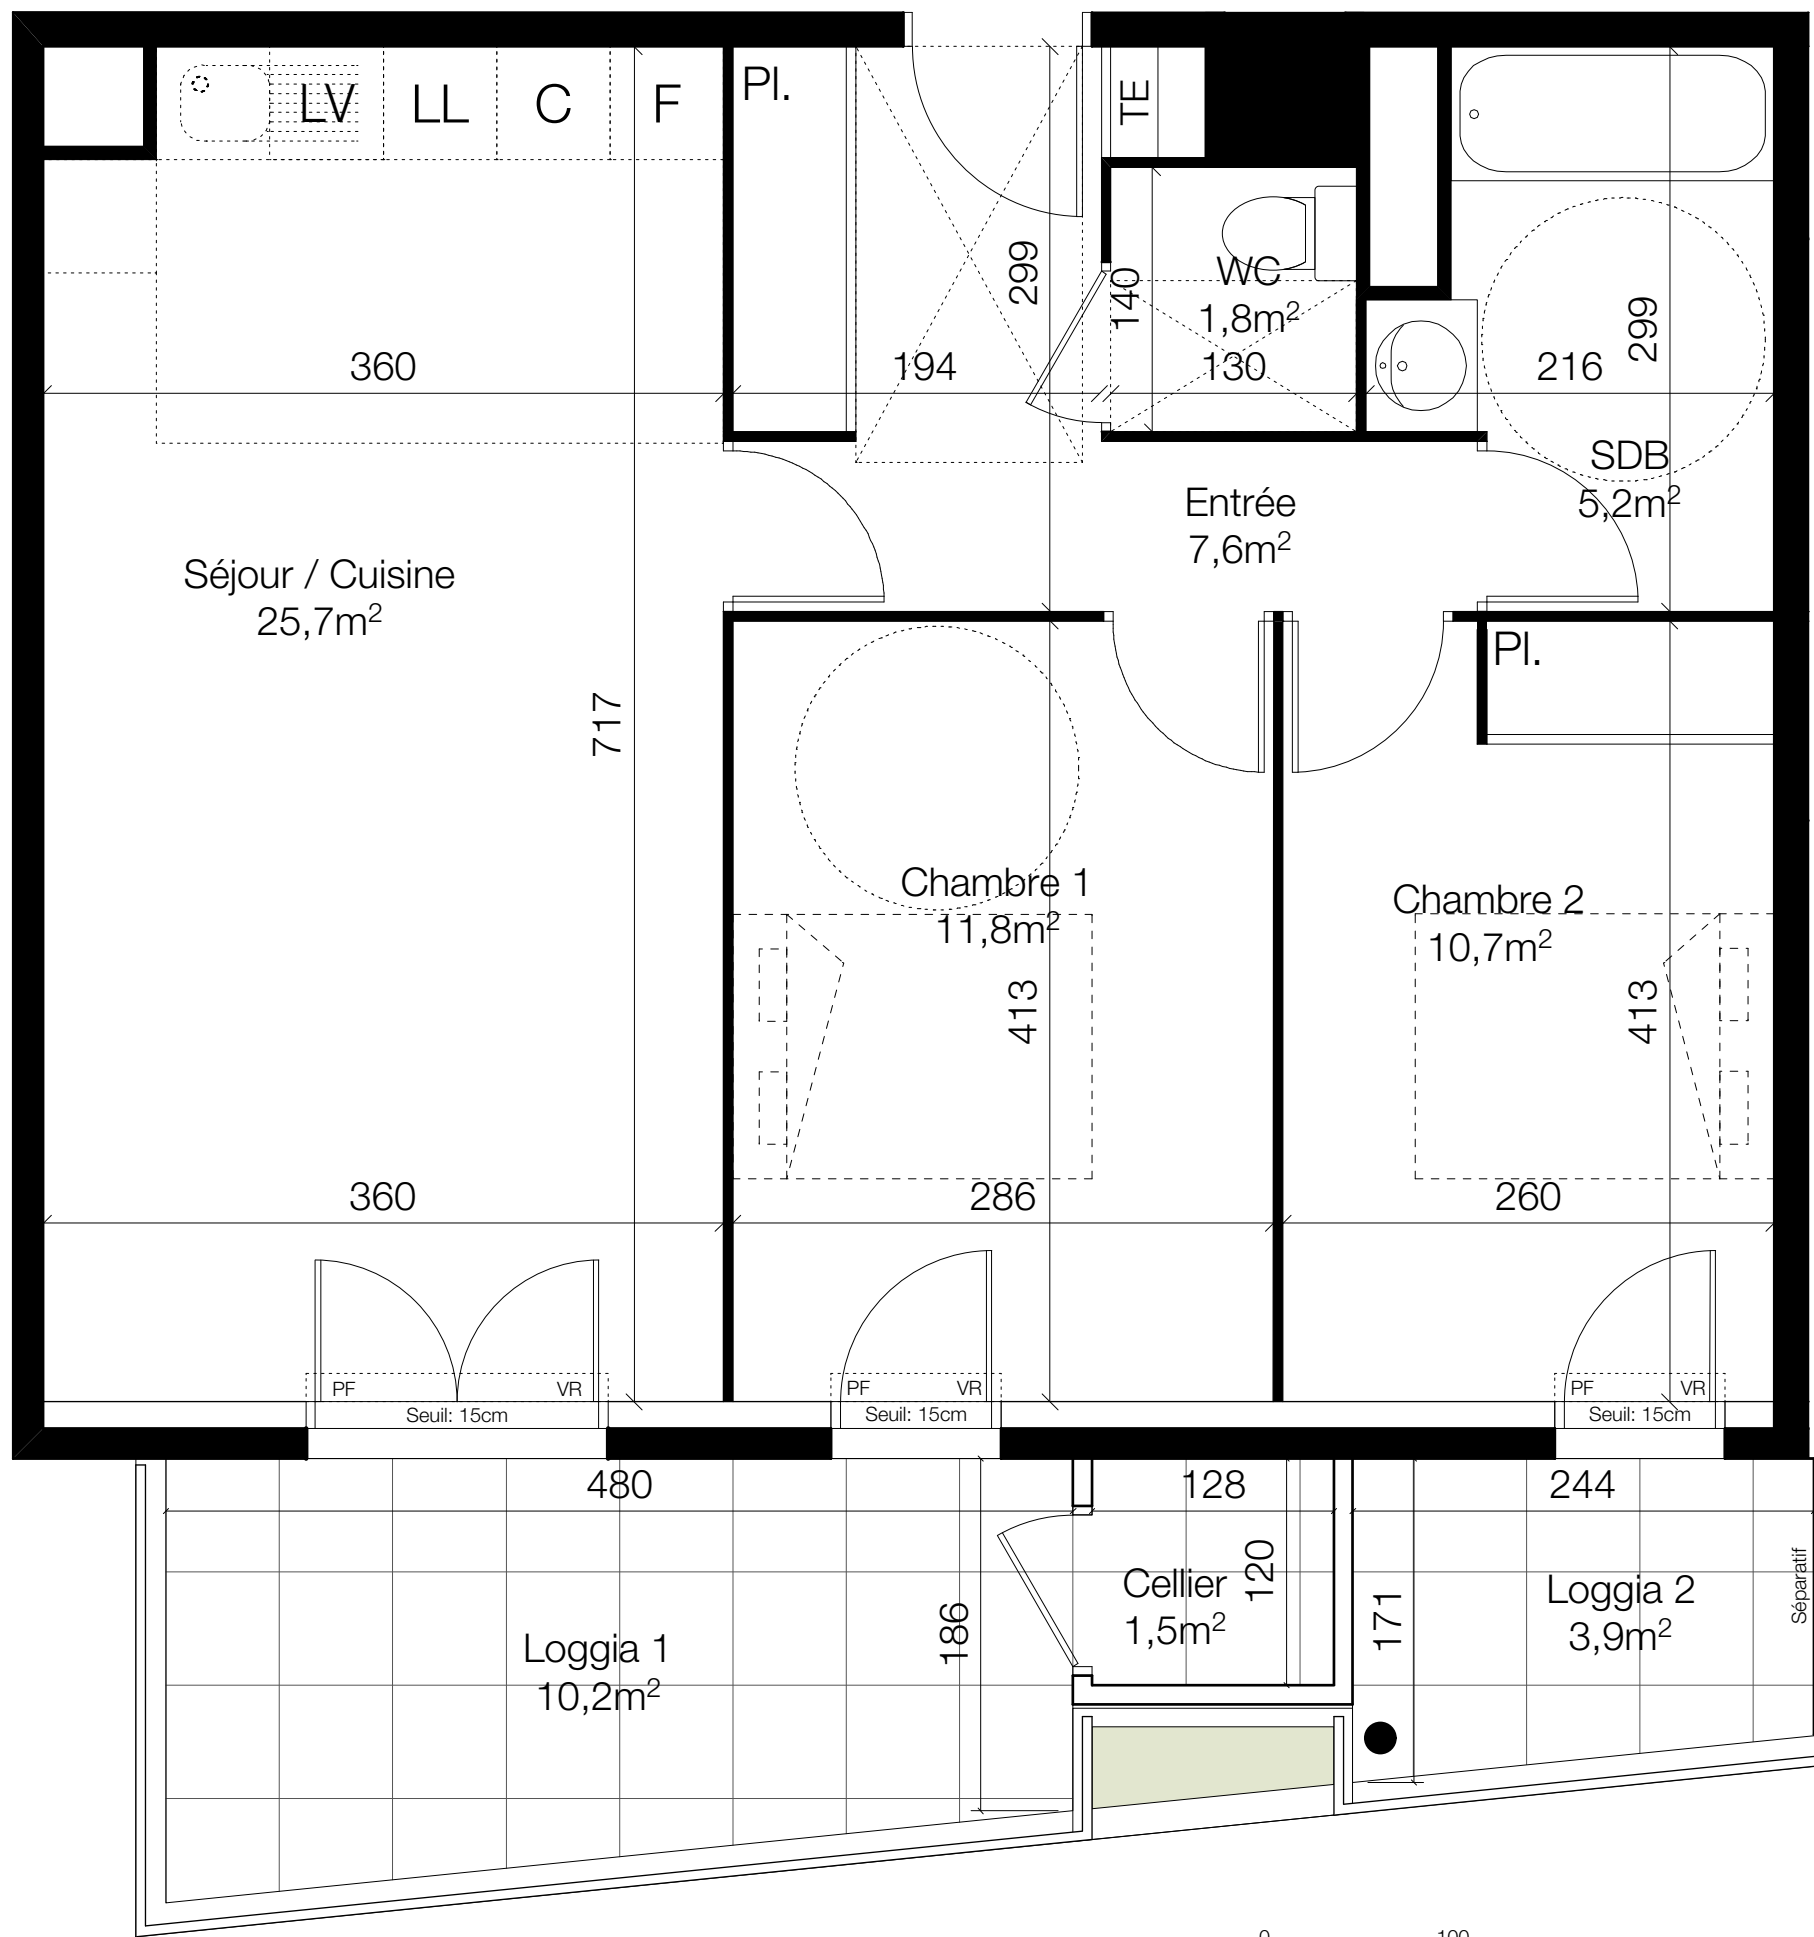 LV LL C F
Pl.
TE
299
140
WC
1,8m²
299
360
194
130
216
SDB
5,2m²
Entrée
7,6m²
Séjour / Cuisine
25,7m²
Pl.
717
Chambre 1
11,8m²
Chambre 2
10,7m²
413
413
360
286
260
PF VR
Seuil: 15cm
PF VR
Seuil: 15cm
PF VR
Seuil: 15cm
480
128
244
120
Cellier
1,5m²
186
171
Loggia 2
3,9m²
Séparatif
Loggia 1
10,2m²
0 100